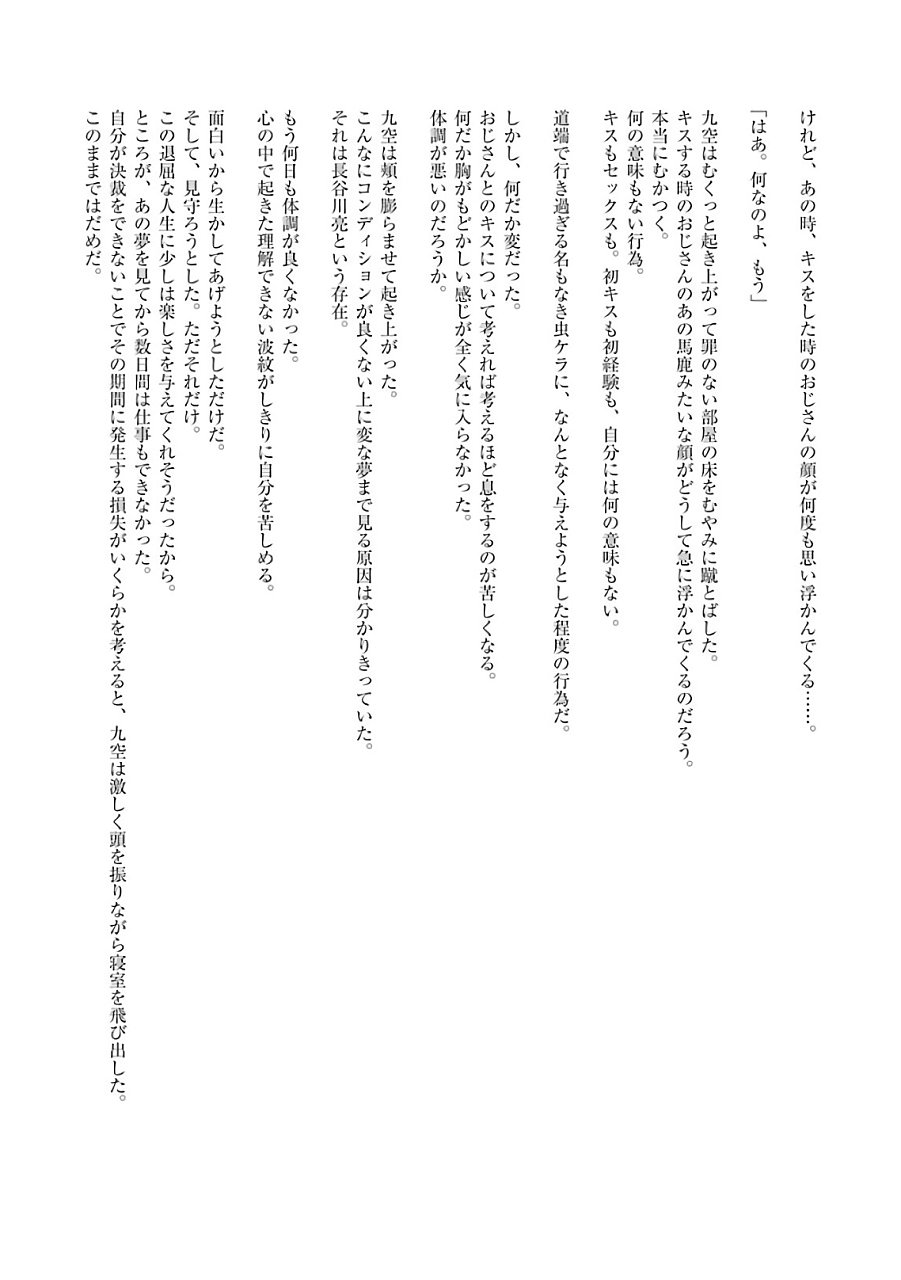 けれど、あの時、キスをした時のおじさんの顔が何度も思い浮かんでくる……。
「はあ。何なのよ、もう」
九空はむくっと起き上がって罪のない部屋の床をむやみに蹴とばした。
キスする時のおじさんのあの馬鹿みたいな顔がどうして急に浮かんでくるのだろう。
本当にむかつく。
何の意味もない行為。
キスもセックスも。初キスも初経験も、自分には何の意味もない。
道端で行き過ぎる名もなき虫ケラに、なんとなく与えようとした程度の行為だ。
しかし、何だか変だった。
おじさんとのキスについて考えれば考えるほど息をするのが苦しくなる。
何だか胸がもどかしい感じが全く気に入らなかった。
体調が悪いのだろうか。
九空は頬を膨らませて起き上がった。
こんなにコンディションが良くない上に変な夢まで見る原因は分かりきっていた。
それは長谷川亮という存在。
もう何日も体調が良くなかった。
心の中で起きた理解できない波紋がしきりに自分を苦しめる。
面白いから生かしてあげようとしただけだ。
そして、見守ろうとした。ただそれだけ。
この退屈な人生に少しは楽しさを与えてくれそうだったから。
ところが、あの夢を見てから数日間は仕事もできなかった。
自分が決裁をできないことでその期間に発生する損失がいくらかを考えると、九空は激しく頭を振りながら寝室を飛び出した。
このままではだめだ。